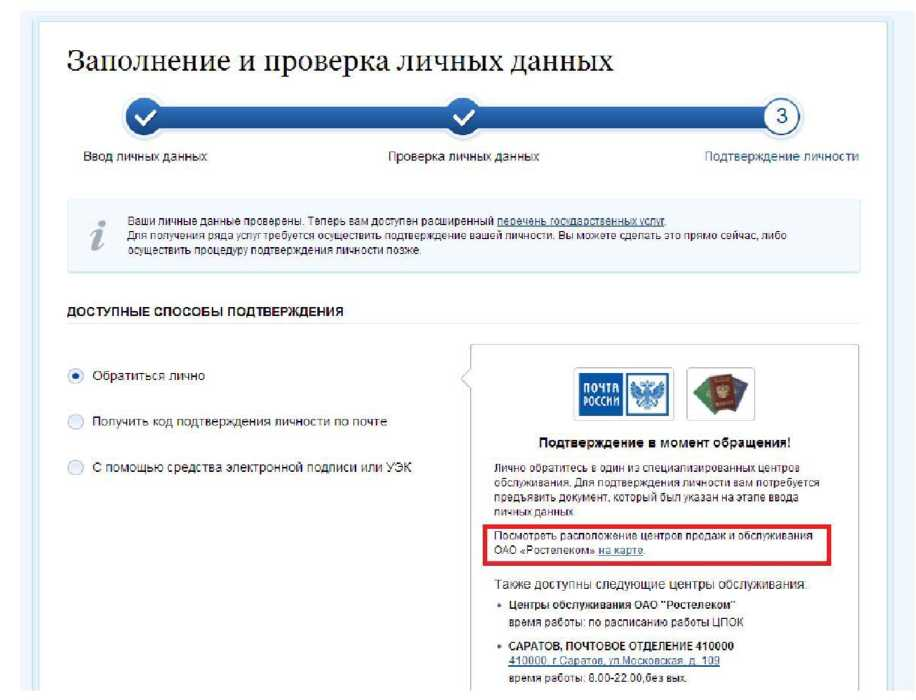 Заполнение и проверка личных данных
3
Ввод личных данных
Проверка личных данных
Подтверждение личности
i
Ваши личные данные проверены. Теперь вам доступен расширенный перечень государственных услуг.
Для получения ряда услуг требуется осуществить подтверждение вашей личности. Вы можете сделать это прямо сейчас, либо
осуществить процедуру подтверждения личности позже.
ДОСТУПНЫЕ СПОСОБЫ ПОДТВЕРЖДЕНИЯ
Обратиться лично
Получить код подтверждения личности по почте
С помощью средства электронной подписи или УЭК
ПОЧТА
РОССИИ
Подтверждение в момент обращения!
Лично обратитесь в один из специализированных центров
обслуживания. Для подтверждения личности вам потребуется
предъявить документ, который был указан на этапе ввода
личных данных
Посмотреть расположение центров продаж и обслуживания
ОАО «Ростелеком» на карте.
Также доступны следующие центры обслуживания:
• Центры обслуживания ОАО "Ростелеком"
время работы: по расписанию работы ЦПОК
• САРАТОВ, ПОЧТОВОЕ ОТДЕЛЕНИЕ 410000
410000, г.Саратов, ул.Московская, д. 109
время работы: 8.00-22.00,без вых.